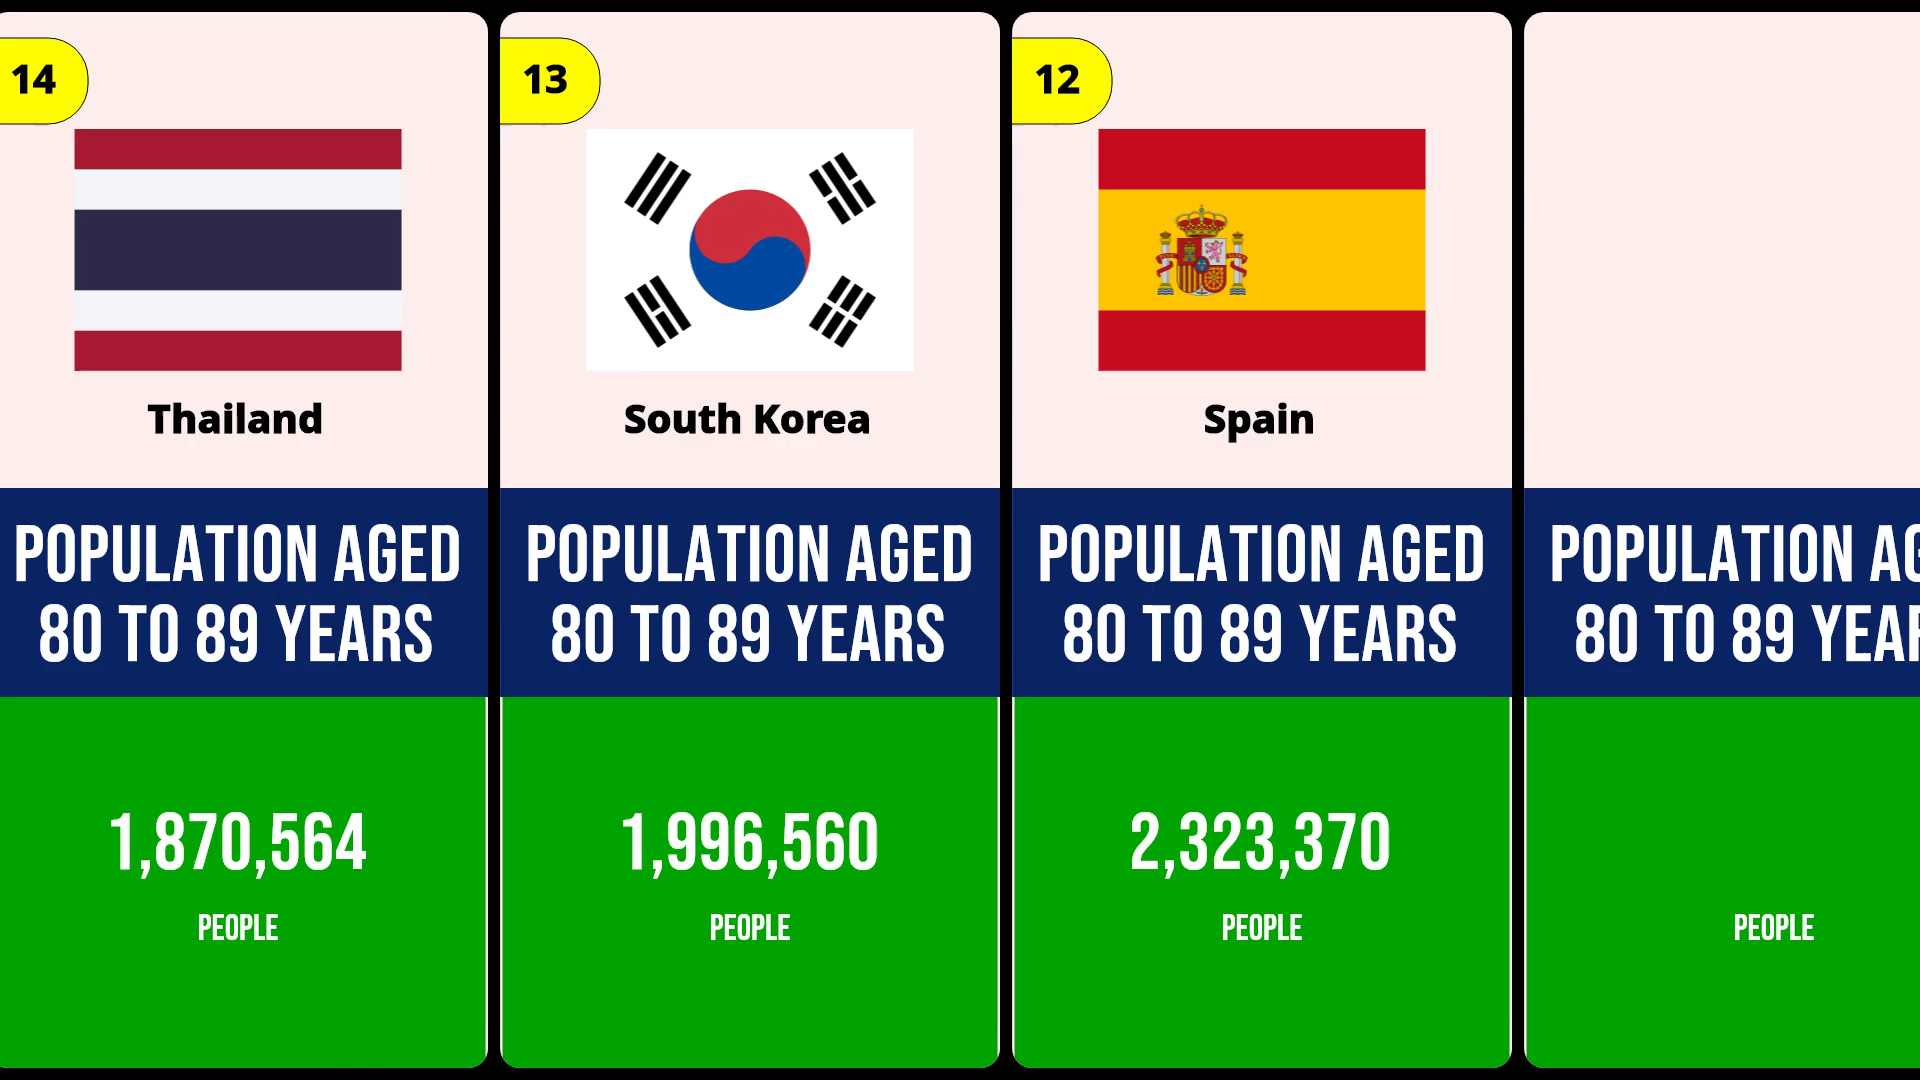 14
Thailand
POPULATION AGED
80 TO 89 YEARS
1,870,564
PEOPLE
13
South Korea
POPULATION AGED
80 TO 89 YEARS
1,996,560
PEOPLE
12
Spain
POPULATION AGED
80 TO 89 YEARS
2,323,370
PEOPLE
POPULATION
80 TO 89
PEOPLE